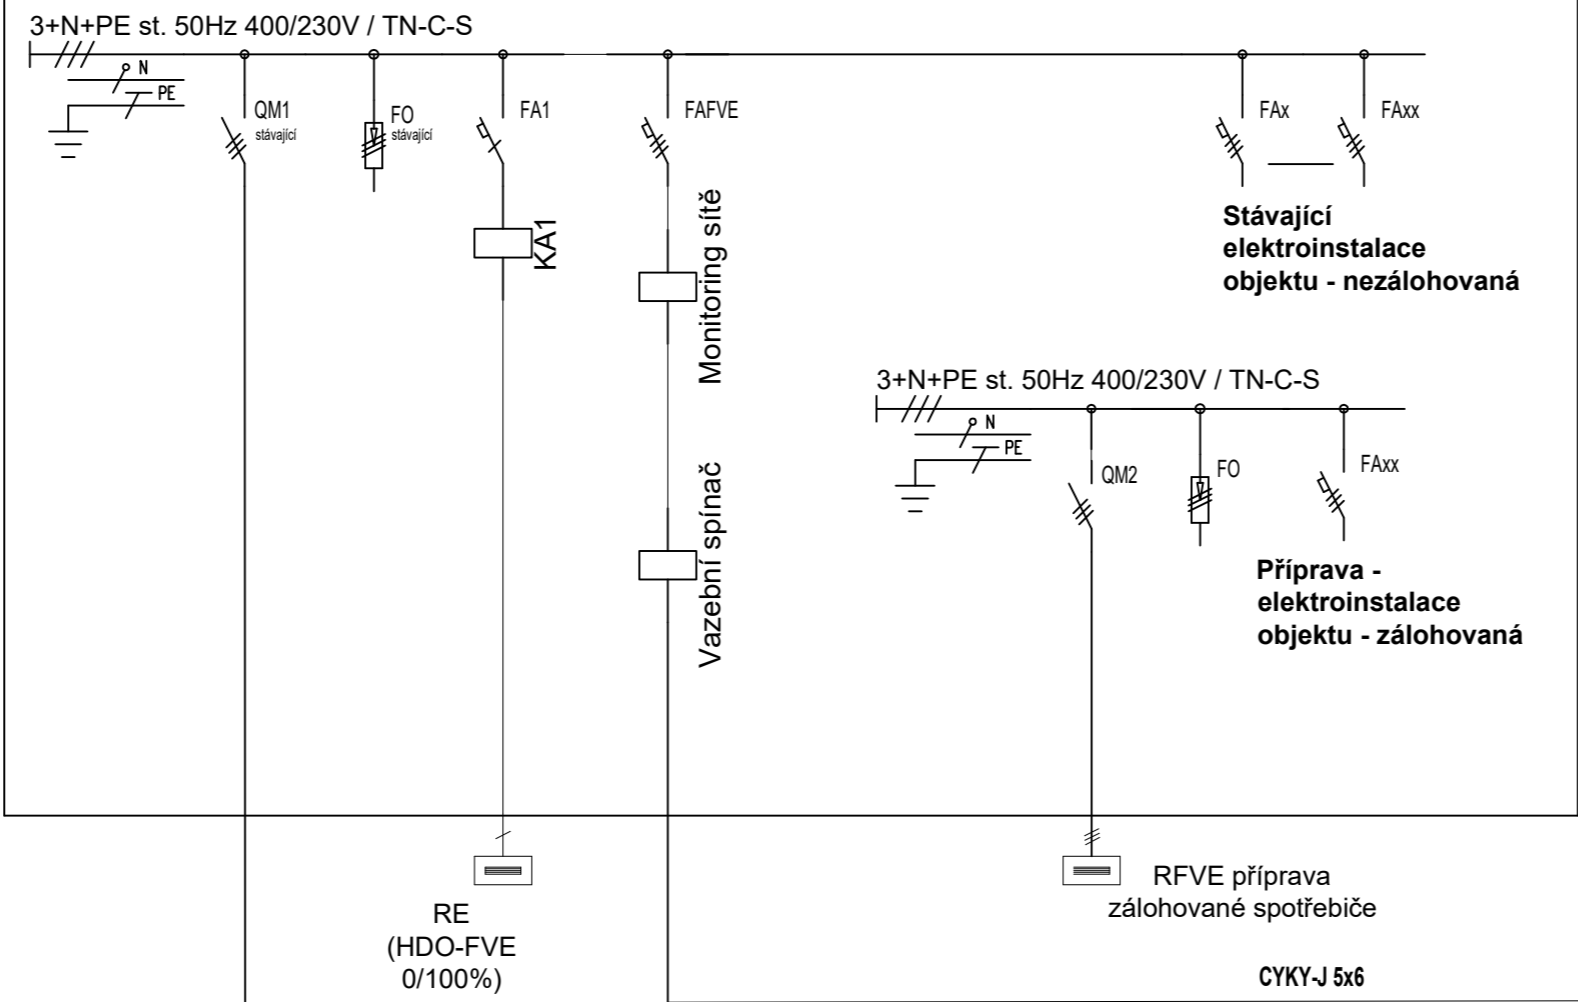 3+N+PE st. 50Hz 400/230V / TN-C-S
N
PE
QM1
stávající
FO
stávající
FA1
FAFVE
FAx
FAxx
KA1
Monitoring sítě
Vazební spínač
Stávající
elektroinstalace
objektu - nezálohovaná
3+N+PE st. 50Hz 400/230V / TN-C-S
N
PE
QM2
FO
FAxx
Příprava -
elektroinstalace
objektu - zálohovaná
RE
(HDO-FVE
0/100%)
RFVE příprava
zálohované spotřebiče
CYKY-J 5x6